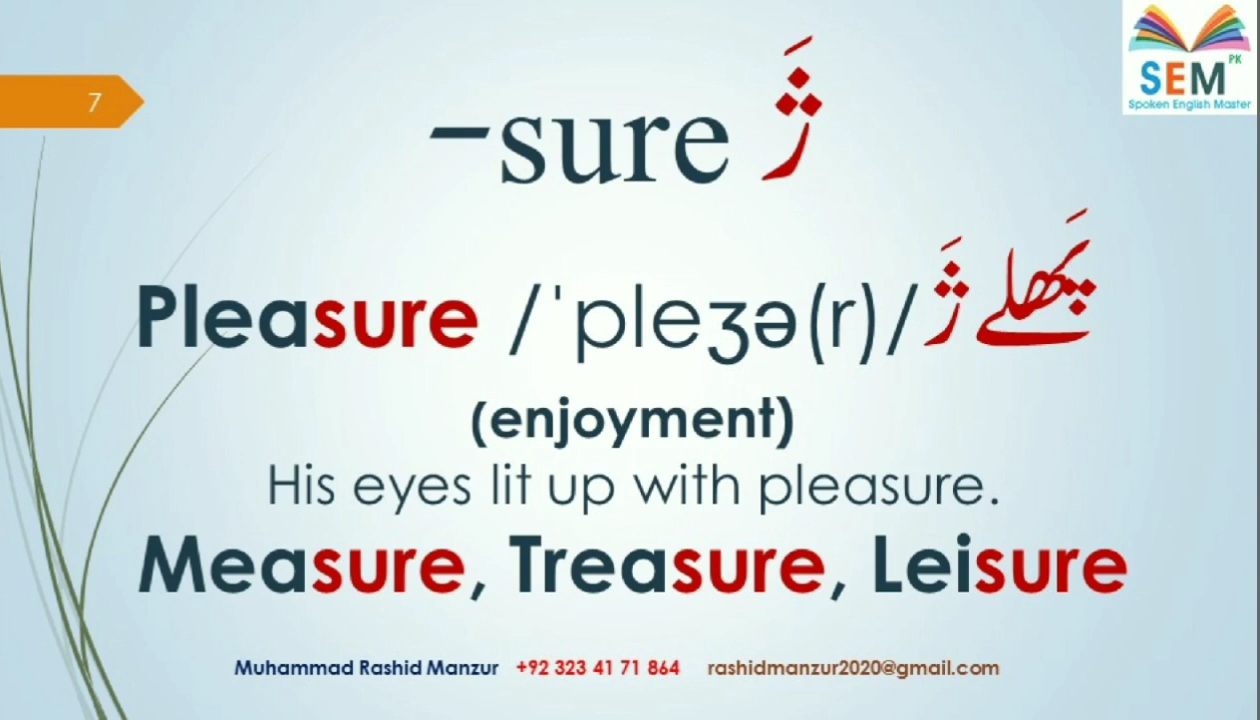 7
SEM PK
Spoken English Master
–sure ژَ
Pleasure /ˈpleʒə(r)/ پَھلے ژَ
(enjoyment)
His eyes lit up with pleasure.
Measure, Treasure, Leisure
Muhammad Rashid Manzur +92 323 41 71 864 rashidmanzur2020@gmail.com